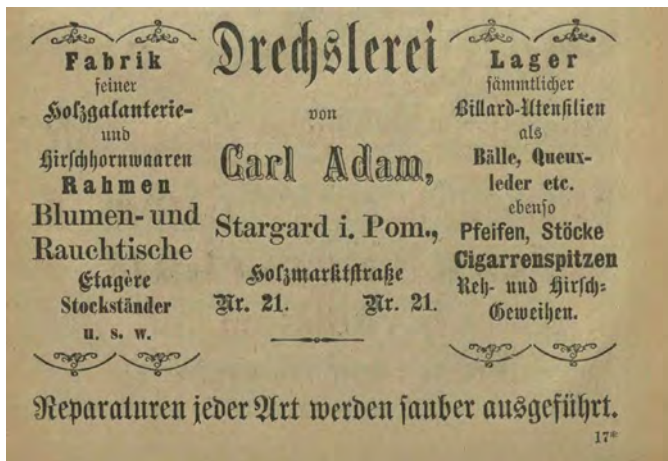 Fabrik
feiner
Holzgalanterie-
und
Hirschhornwaaren
Rahmen
Blumen- und
Rauchtische
Etagère
Stockständer
u. s. w.
Drechslerei
von
Carl Adam,
Stargard i. Pom.,
Holzmarktstraße
Nr. 21. Nr. 21.
Lager
sämmtlicher
Billard-Utensilien
als
Bälle, Queux-
leder etc.
ebenso
Pfeifen, Stöcke
Cigarrenspitzen
Reh- und Hirsch-
Geweihen.
Reparaturen jeder Art werden sauber ausgeführt.
17*